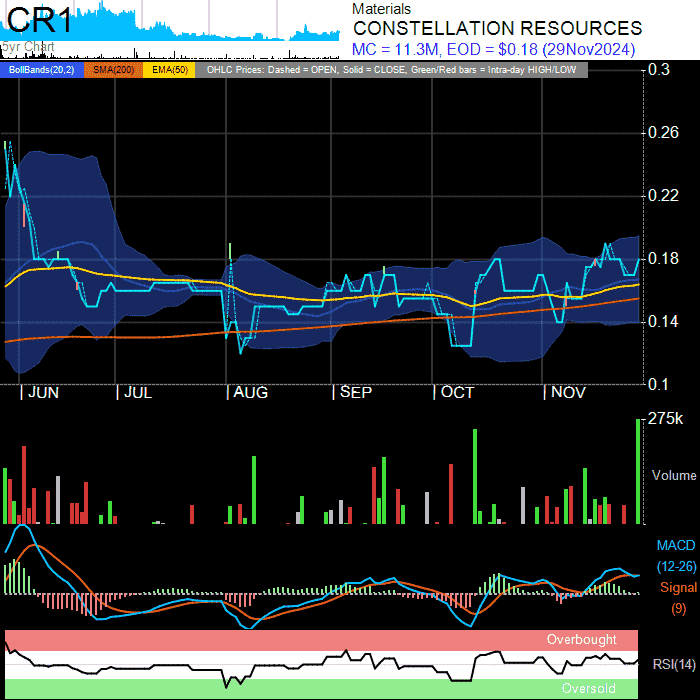 CR1
5yr Chart
Materials
CONSTELLATION RESOURCES
MC = 11.3M, EOD = $0.18 (29Nov2024)
BollBands(20,2) SMA(200) EMA(50) OHLC Prices: Dashed = OPEN, Solid = CLOSE, Green/Red bars = Intra-day HIGH/LOW
0.3
0.26
0.22
0.18
0.14
0.1
| JUN | JUL | AUG | SEP | OCT | NOV
275k
Volume
MACD
(12-26)
Signal
(9)
Overbought
RSI(14)
Oversold